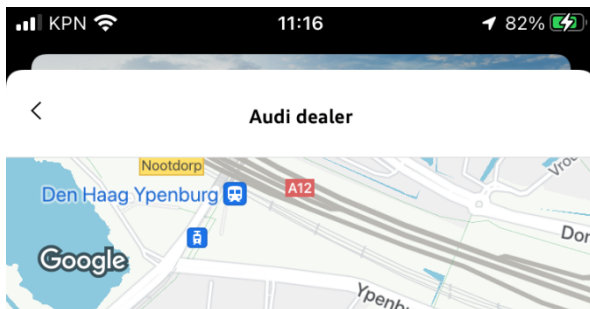 KPN 11:16 82%
Audi dealer
Nootdorp
Den Haag Ypenburg
A12
Google